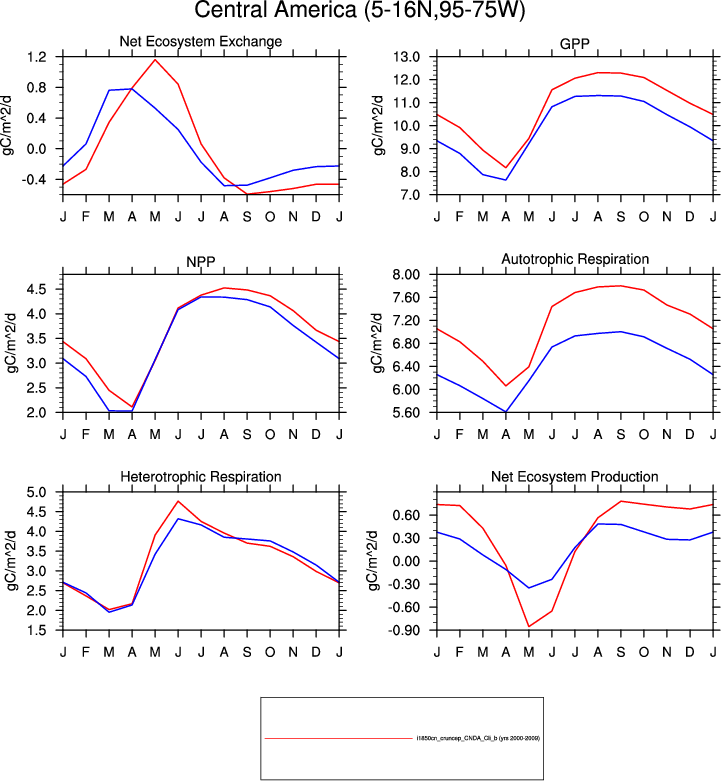 Central America (5-16N,95-75W)
Net Ecosystem Exchange
gC/m^2/d
1.2
0.8
0.4
0.0
-0.4
J F M A M J J A S O N D J
GPP
gC/m^2/d
13.0
12.0
11.0
10.0
9.0
8.0
7.0
J F M A M J J A S O N D J
NPP
gC/m^2/d
4.5
4.0
3.5
3.0
2.5
2.0
J F M A M J J A S O N D J
Autotrophic Respiration
gC/m^2/d
8.00
7.60
7.20
6.80
6.40
6.00
5.60
J F M A M J J A S O N D J
Heterotrophic Respiration
gC/m^2/d
5.0
4.5
4.0
3.5
3.0
2.5
2.0
1.5
J F M A M J J A S O N D J
Net Ecosystem Production
gC/m^2/d
0.60
0.30
0.00
-0.30
-0.60
-0.90
J F M A M J J A S O N D J
i1850cn_cruncep_CNDA_Cli_b (yrs 2000-2009)